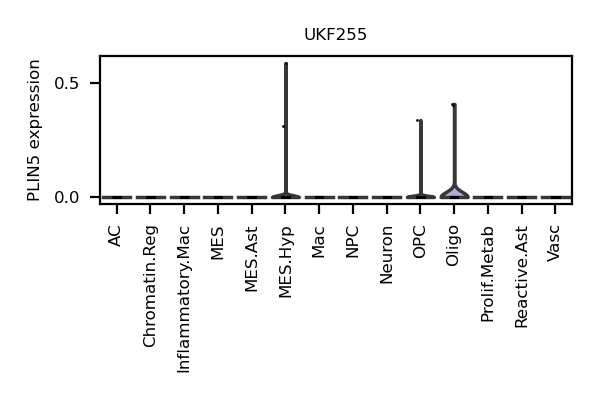 UKF255
PLIN5 expression
0.5
0.0
AC
Chromatin.Reg
Inflammatory.Mac
MES
MES.Ast
MES.Hyp
Mac
NPC
Neuron
OPC
Oligo
Prolif.Metab
Reactive.Ast
Vasc